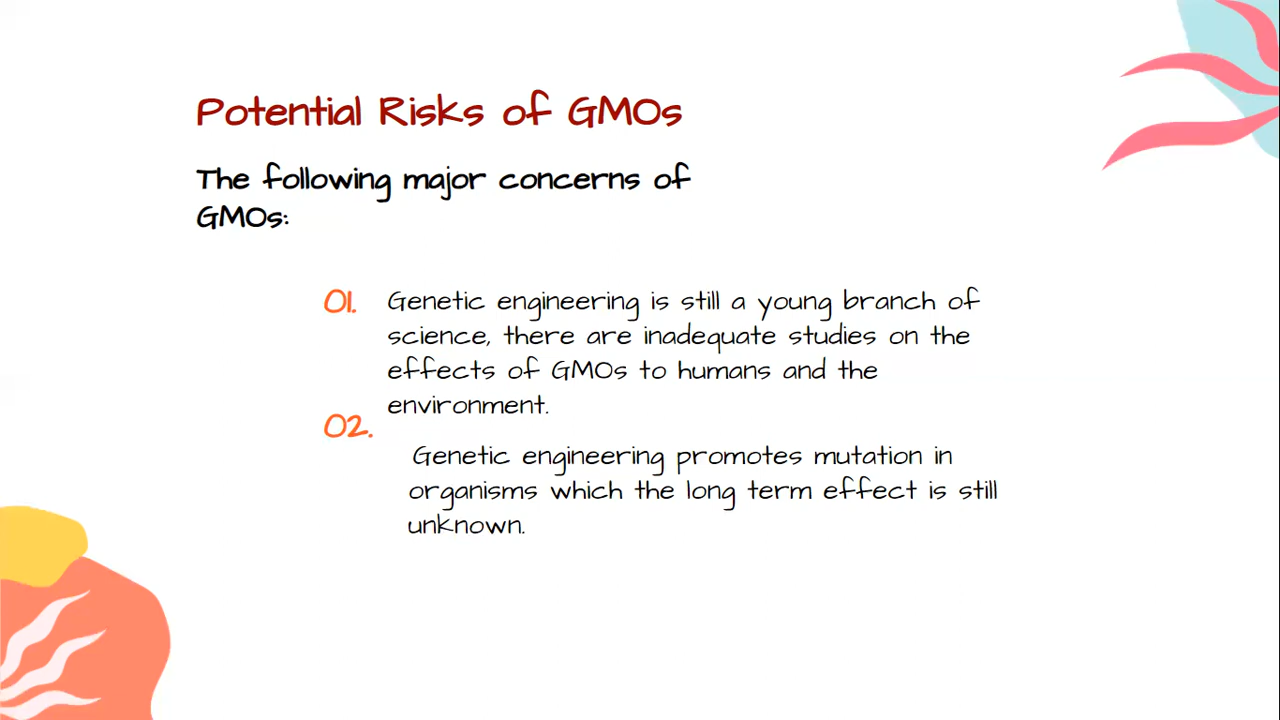 Potential Risks of GMOs
The following major concerns of
GMOs:
01. Genetic engineering is still a young branch of
science, there are inadequate studies on the
effects of GMOs to humans and the
environment.
02.
Genetic engineering promotes mutation in
organisms which the long term effect is still
unknown.